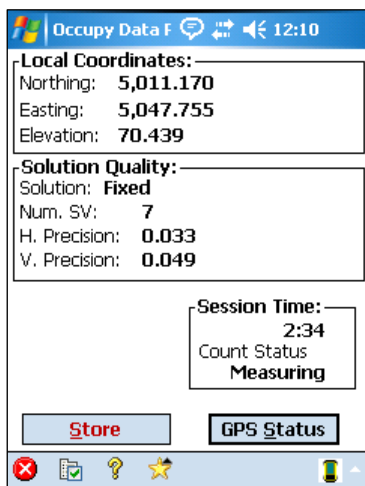 Occupy Data F 12:10
Local Coordinates:
Northing: 5,011.170
Easting: 5,047.755
Elevation: 70.439
Solution Quality:
Solution: Fixed
Num. SV: 7
H. Precision: 0.033
V. Precision: 0.049
Session Time:
2:34
Count Status
Measuring
Store GPS Status